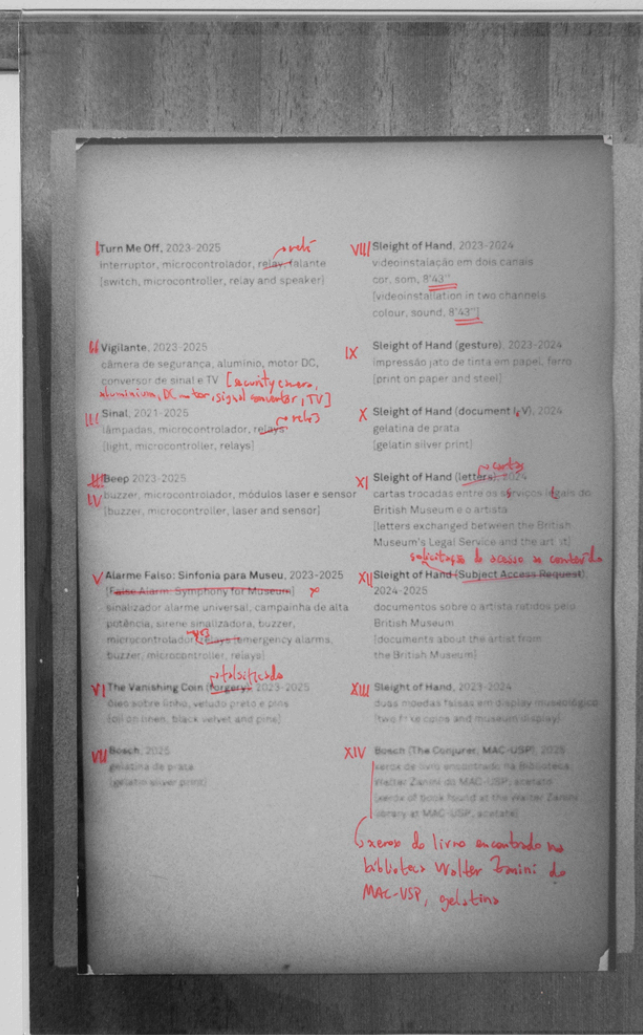 I Turn Me Off, 2023-2025
relé
interruptor, microcontrolador, relay, falante
[switch, microcontroller, relay and speaker]
II Vigilante, 2023-2025
câmera de segurança, alumínio, motor DC,
conversor de sinal e TV [security camera,
aluminium, DC motor, signal converter, TV]
III Sinal, 2021-2025
relés
lâmpadas, microcontrolador, relays
[light, microcontroller, relays]
Beep 2023-2025
IV buzzer, microcontrolador, módulos laser e sensor
[buzzer, microcontroller, laser and sensor]
V Alarme Falso: Sinfonia para Museu, 2023-2025
[False Alarm: Symphony for Museum]
sinalizador alarme universal, campainha de alta
potência, sirene sinalizadora, buzzer,
microcontrolador, relays [emergency alarms,
buzzer, microcontroller, relays]
falsificado
VI The Vanishing Coin (forgery), 2023-2025
óleo sobre linho, veludo preto e pins
[oil on linen, black velvet and pins]
VII Bosch, 2025
gelatina de prata
[gelatin silver print]
VIII Sleight of Hand, 2023-2024
videoinstalação em dois canais
cor, som, 8'43''
[videoinstallation in two channels
colour, sound, 8'43'']
IX Sleight of Hand (gesture), 2023-2024
impressão jato de tinta em papel, ferro
[print on paper and steel]
X Sleight of Hand (document I, V), 2024
gelatina de prata
[gelatin silver print]
cartas
XI Sleight of Hand (letters), 2024
cartas trocadas entre os serviços legais do
British Museum e o artista
[letters exchanged between the British
Museum's Legal Service and the artist]
solicitação de acesso ao conteúdo
XII Sleight of Hand (Subject Access Request)
2024-2025
documentos sobre o artista retidos pelo
British Museum
[documents about the artist from
the British Museum]
XIII Sleight of Hand, 2023-2024
duas moedas falsas em display museológico
[two fake coins and museum display]
XIV Bosch (The Conjurer, MAC-USP), 2025
xerox de livro encontrado na Biblioteca
Walter Zanini do MAC-USP, acetato
[xerox of book found at the Walter Zanini
library at MAC-USP, acetate]
xerox do livro encontrado na
biblioteca Walter Zanini do
MAC-USP, gelatina